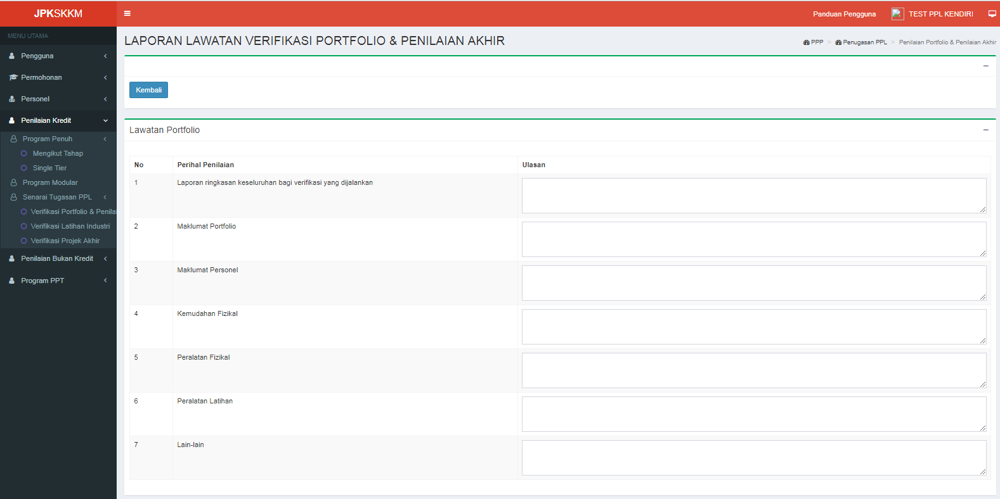 JPKSKKM
Panduan Pengguna
TEST PPL KENDIRI
MENU UTAMA
Pengguna
Permohonan
Personel
Penilaian Kredit
Program Penuh
Mengikut Tahap
Single Tier
Program Modular
Senarai Tugasan PPL
Verifikasi Portfolio & Penilai
Verifikasi Latihan Industri
Verifikasi Projek Akhir
Penilaian Bukan Kredit
Program PPT
LAPORAN LAWATAN VERIFIKASI PORTFOLIO & PENILAIAN AKHIR
PPP > Penugasan PPL > Penilaian Portfolio & Penilaian Akhir
Kembali
Lawatan Portfolio
No Perihal Penilaian Ulasan
1 Laporan ringkasan keseluruhan bagi verifikasi yang dijalankan
2 Maklumat Portfolio
3 Maklumat Personel
4 Kemudahan Fizikal
5 Peralatan Fizikal
6 Peralatan Latihan
7 Lain-lain